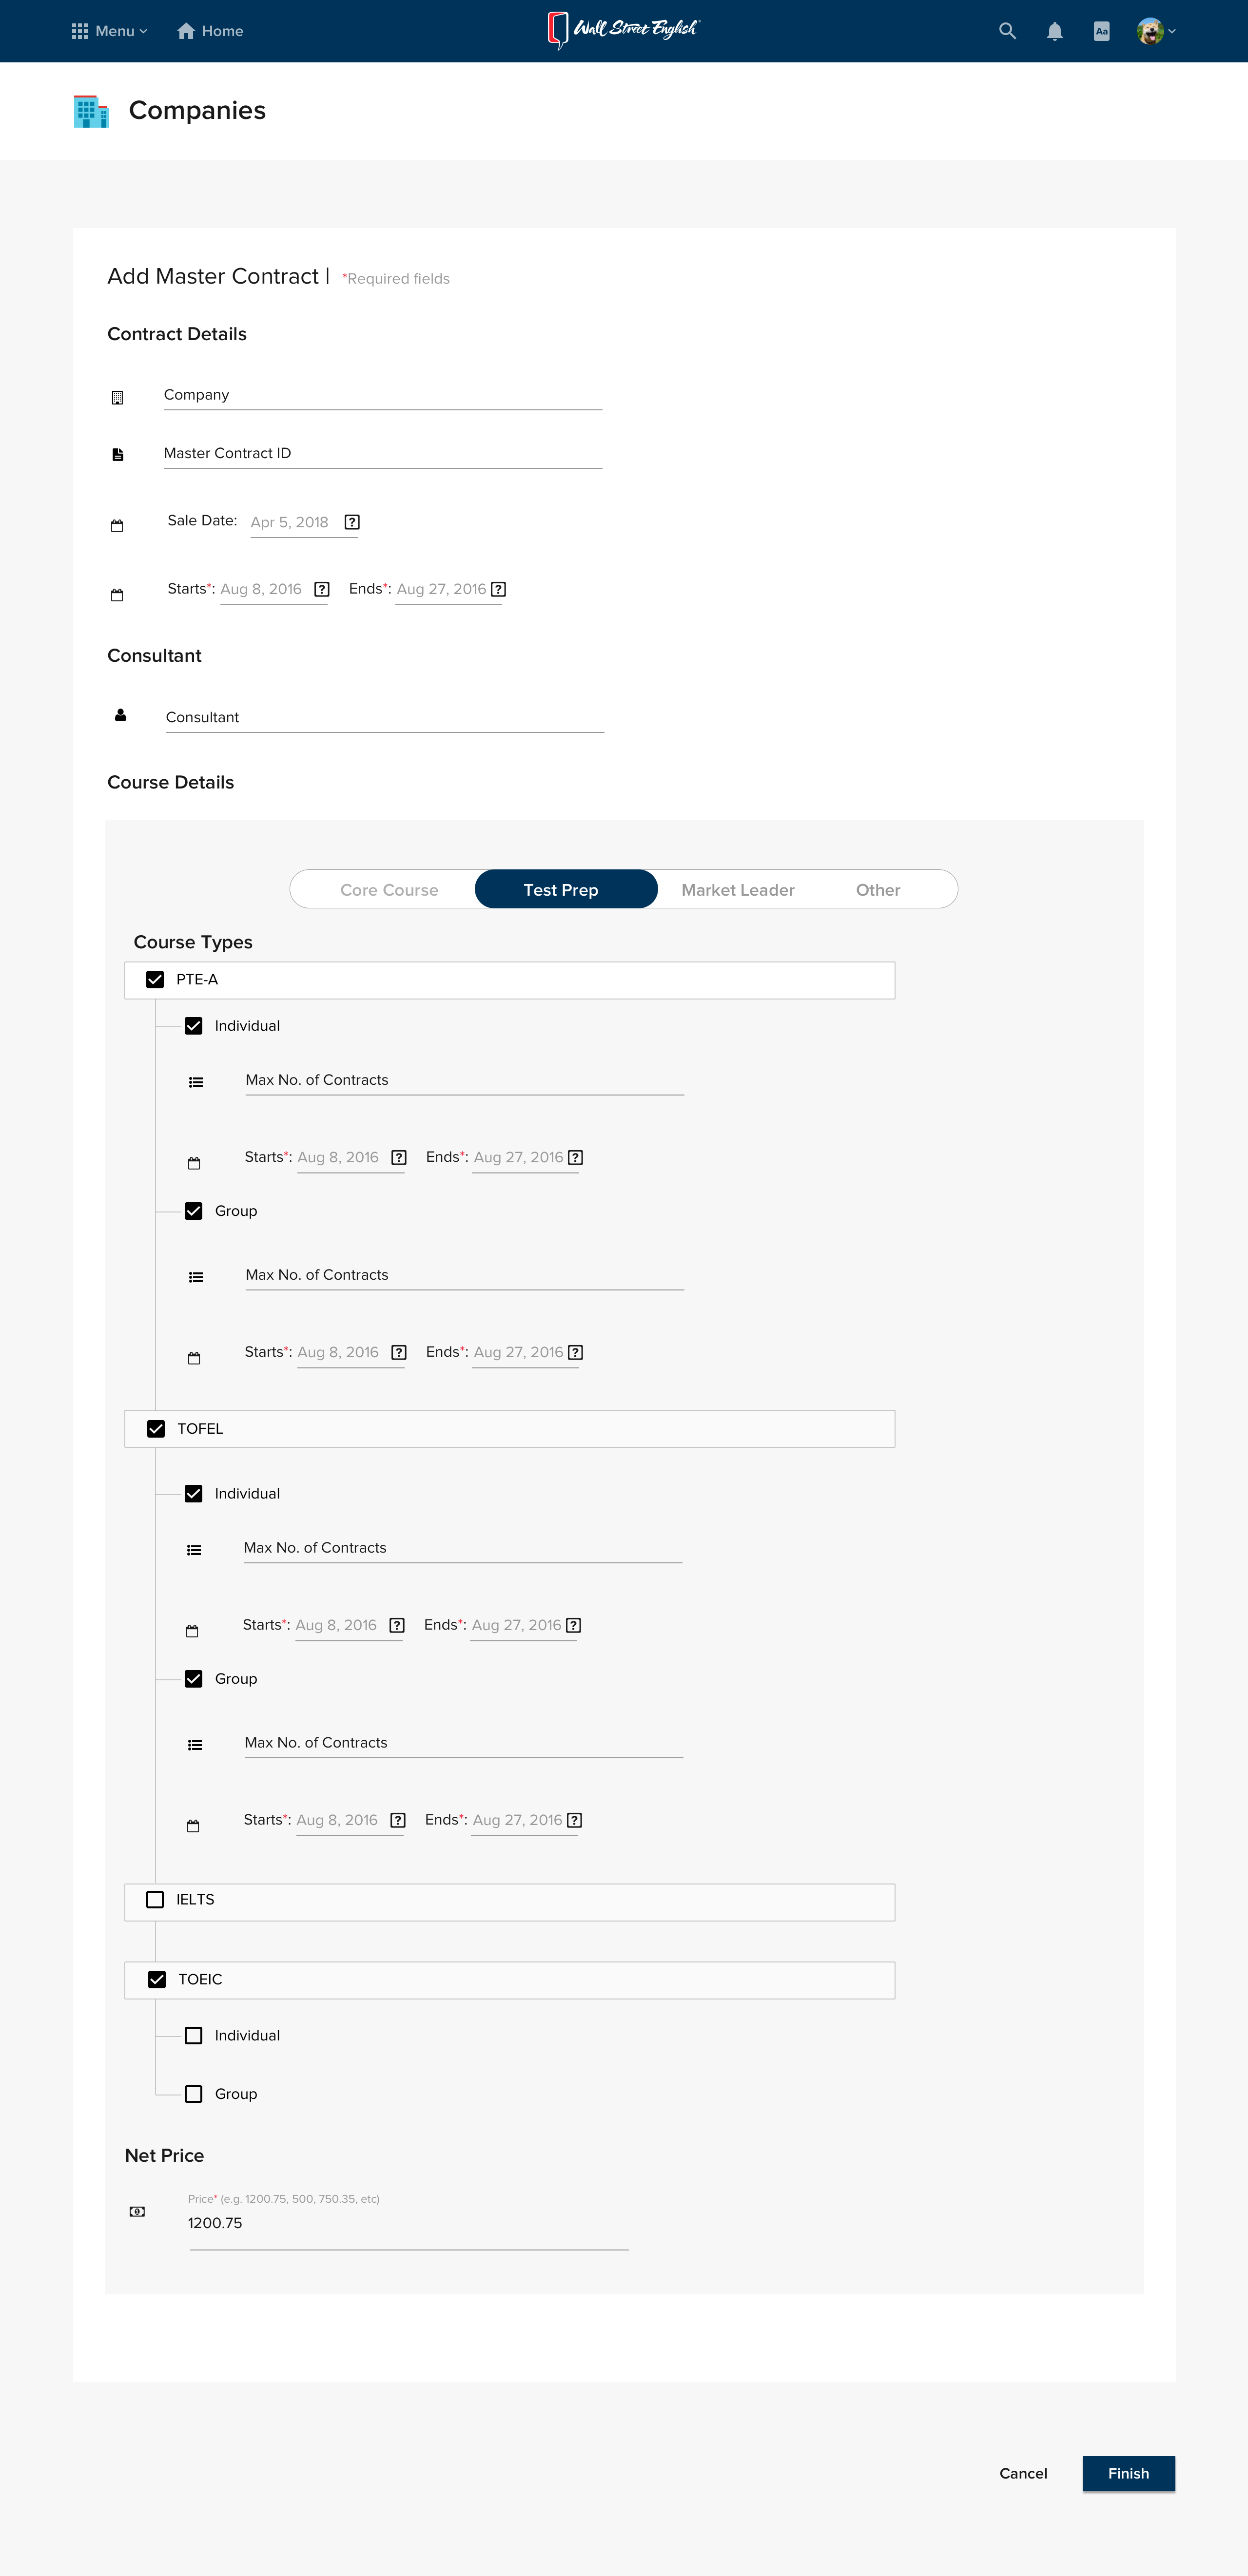 Menu Home Wall Street English Aa
Companies
Add Master Contract | *Required fields
Contract Details
Company
Master Contract ID
Sale Date: Apr 5, 2018 ?
Starts*: Aug 8, 2016 ? Ends*: Aug 27, 2016 ?
Consultant
Consultant
Course Details
Core Course Test Prep Market Leader Other
Course Types
PTE-A
Individual
Max No. of Contracts
Starts*: Aug 8, 2016 ? Ends*: Aug 27, 2016 ?
Group
Max No. of Contracts
Starts*: Aug 8, 2016 ? Ends*: Aug 27, 2016 ?
TOFEL
Individual
Max No. of Contracts
Starts*: Aug 8, 2016 ? Ends*: Aug 27, 2016 ?
Group
Max No. of Contracts
Starts*: Aug 8, 2016 ? Ends*: Aug 27, 2016 ?
IELTS
TOEIC
Individual
Group
Net Price
Price* (e.g. 1200.75, 500, 750.35, etc)
1200.75
Cancel Finish